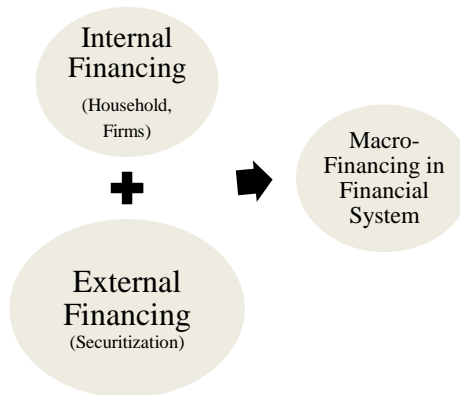 Internal
Financing
(Household,
Firms)
External
Financing
(Securitization)
Macro-
Financing in
Financial
System